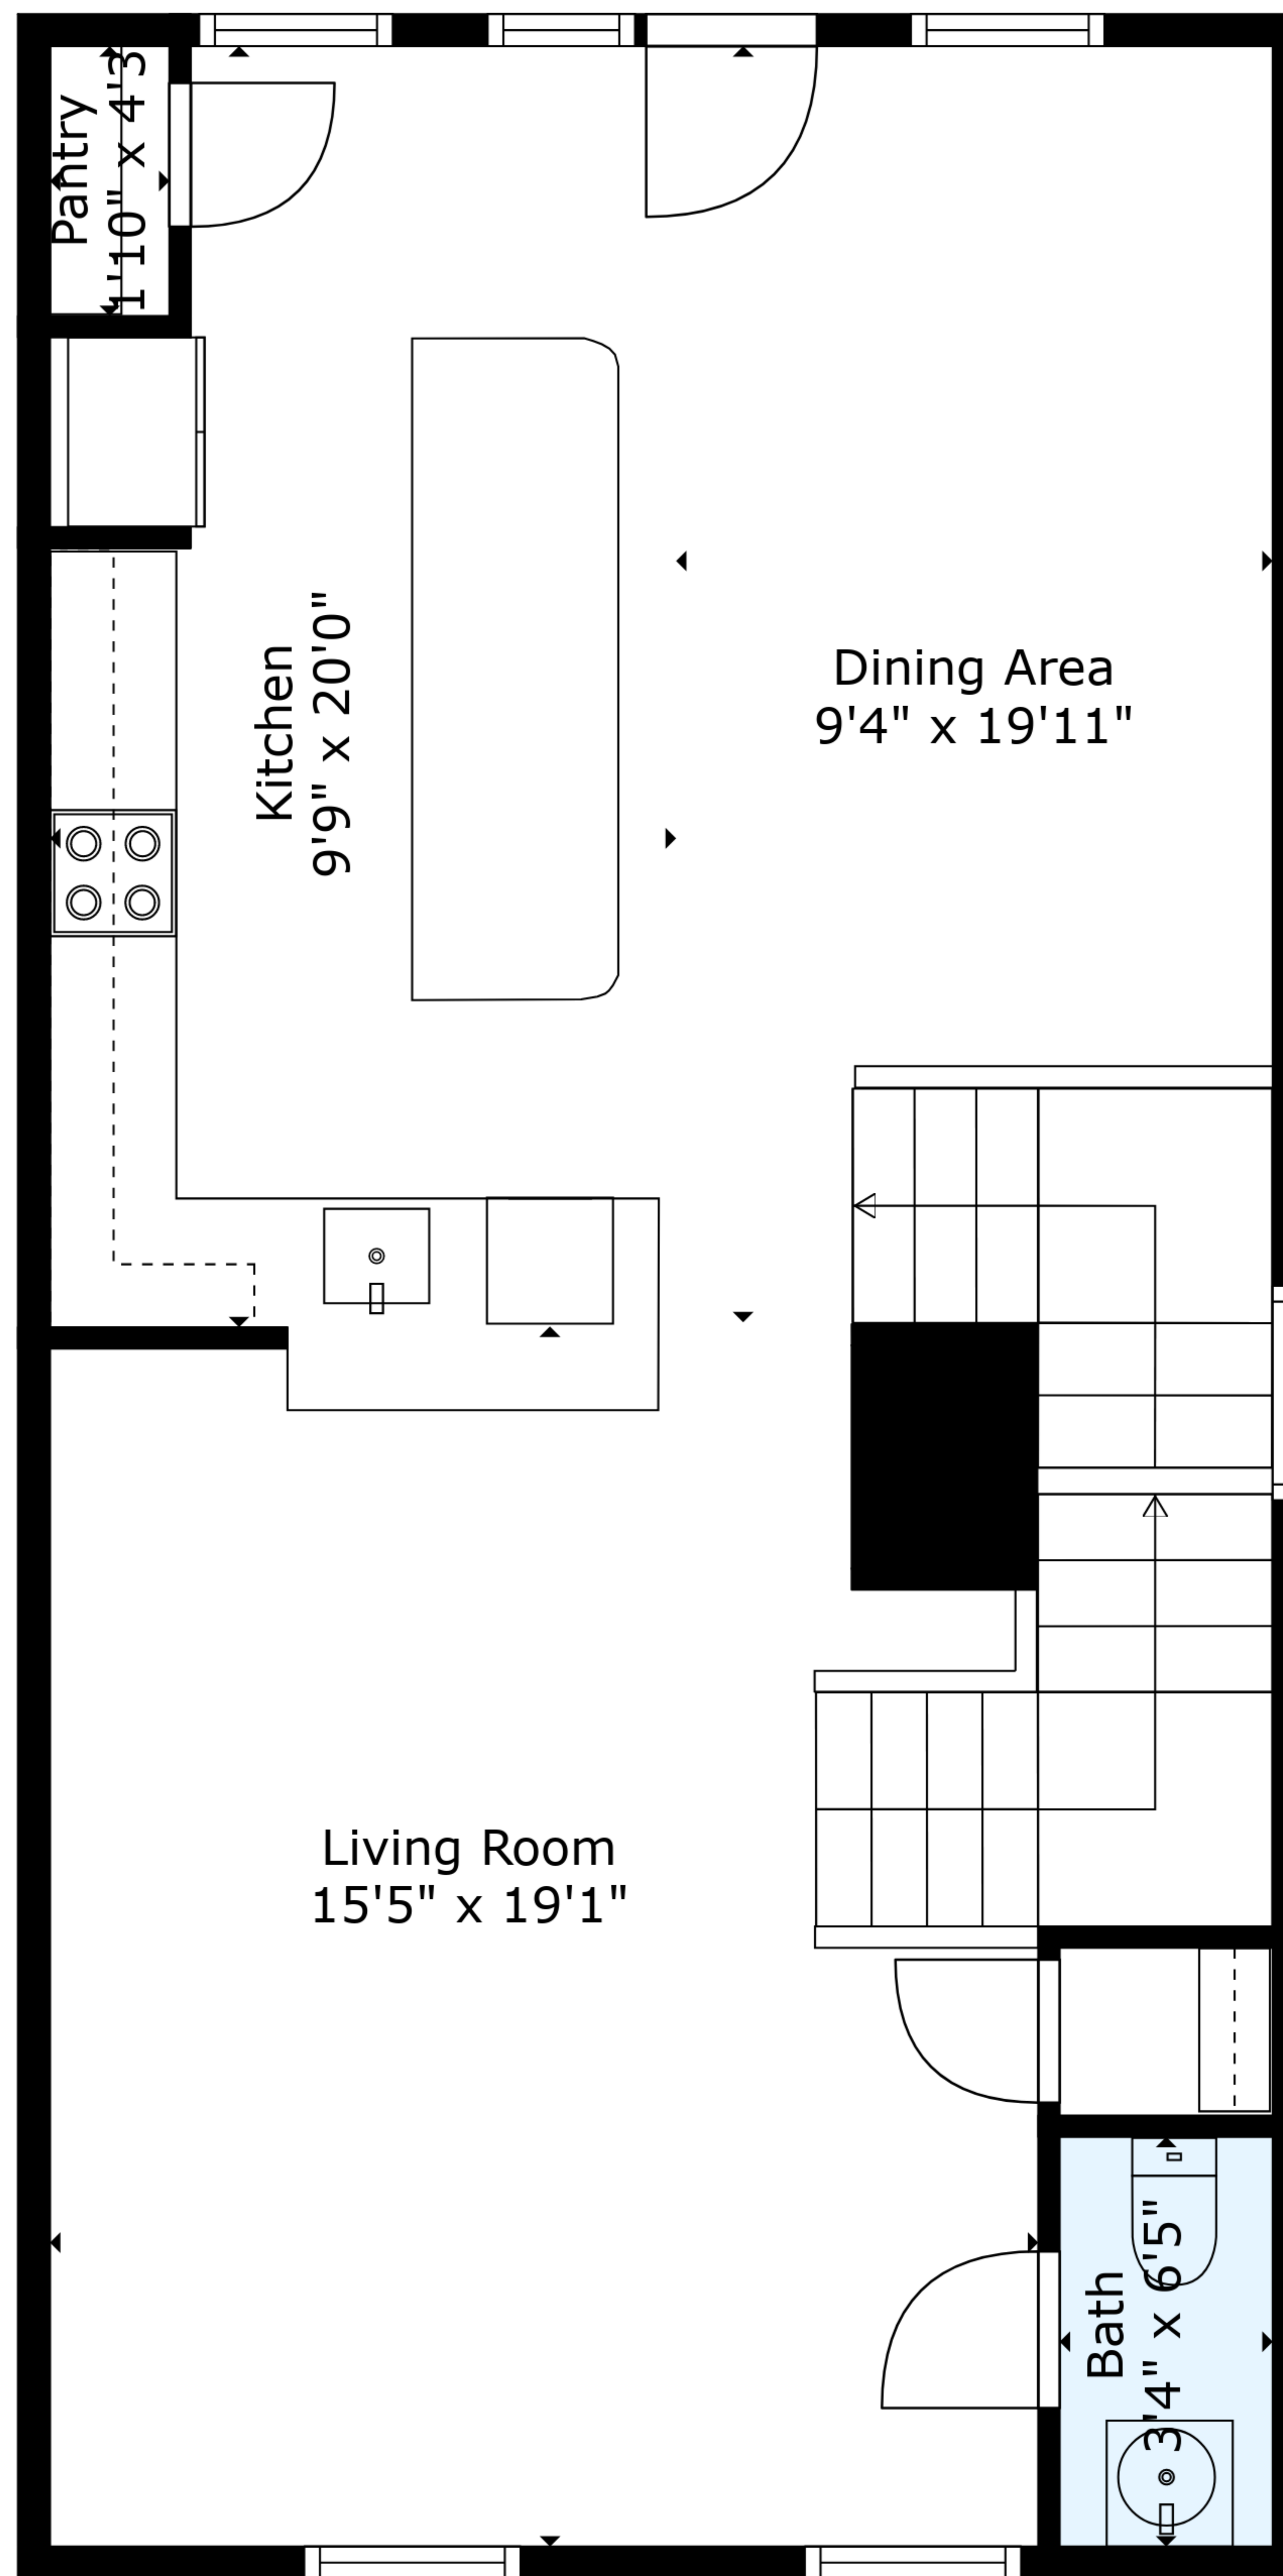 Pantry
1'10" x 4'3
Kitchen
9'9" x 20'0"
Dining Area
9'4" x 19'11"
Living Room
15'5" x 19'1"
Bath
3'4" x 6'5"